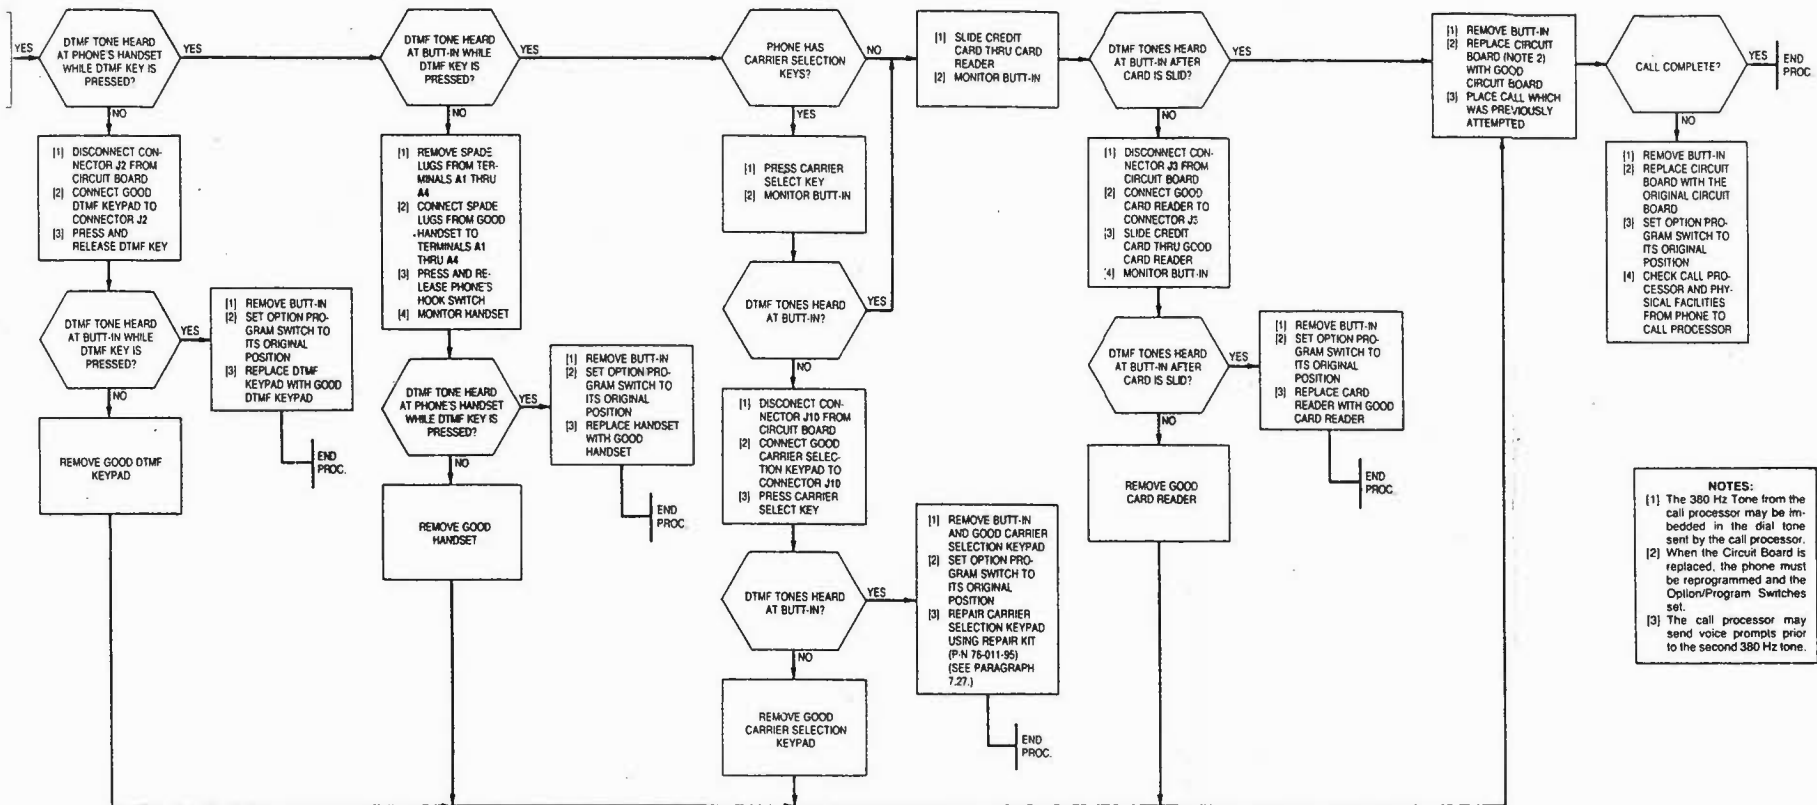 YES
DTMF TONE HEARD
AT PHONE'S HANDSET
WHILE DTMF KEY IS
PRESSED?
YES
NO
[1] DISCONNECT CON-
NECTOR J2 FROM
CIRCUIT BOARD
[2] CONNECT GOOD
DTMF KEYPAD TO
CONNECTOR J2
[3] PRESS AND
RELEASE DTMF KEY
DTMF TONE HEARD
AT BUTT-IN WHILE
DTMF KEY IS
PRESSED?
YES
NO
[1] REMOVE BUTT-IN
[2] SET OPTION PRO-
GRAM SWITCH TO
ITS ORIGINAL
POSITION
[3] REPLACE DTMF
KEYPAD WITH GOOD
DTMF KEYPAD
END
PROC.
REMOVE GOOD DTMF
KEYPAD
DTMF TONE HEARD
AT BUTT-IN WHILE
DTMF KEY IS
PRESSED?
YES
NO
[1] REMOVE SPADE
LUGS FROM TER-
MINALS A1 THRU
A4
[2] CONNECT SPADE
LUGS FROM GOOD
HANDSET TO
TERMINALS A1
THRU A4
[3] PRESS AND RE-
LEASE PHONE'S
HOOK SWITCH
[4] MONITOR HANDSET
DTMF TONE HEARD
AT PHONE'S HANDSET
WHILE DTMF KEY IS
PRESSED?
YES
NO
[1] REMOVE BUTT-IN
[2] SET OPTION PRO-
GRAM SWITCH TO
ITS ORIGINAL
POSITION
[3] REPLACE HANDSET
WITH GOOD
HANDSET
END
PROC.
REMOVE GOOD
HANDSET
PHONE HAS
CARRIER SELECTION
KEYS?
NO
YES
[1] PRESS CARRIER
SELECT KEY
[2] MONITOR BUTT-IN
DTMF TONES HEARD
AT BUTT-IN?
YES
NO
[1] DISCONECT CON-
NECTOR J10 FROM
CIRCUIT BOARD
[2] CONNECT GOOD
CARRIER SELEC-
TION KEYPAD TO
CONNECTOR J10
[3] PRESS CARRIER
SELECT KEY
DTMF TONES HEARD
AT BUTT-IN?
YES
NO
[1] REMOVE BUTT-IN
AND GOOD CARRIER
SELECTION KEYPAD
[2] SET OPTION PRO-
GRAM SWITCH TO
ITS ORIGINAL
POSITION
[3] REPAIR CARRIER
SELECTION KEYPAD
USING REPAIR KIT
(P-N 76-011-95)
(SEE PARAGRAPH
7.27.)
END
PROC.
REMOVE GOOD
CARRIER SELECTION
KEYPAD
[1] SLIDE CREDIT
CARD THRU CARD
READER
[2] MONITOR BUTT-IN
DTMF TONES HEARD
AT BUTT-IN AFTER
CARD IS SLID?
YES
NO
[1] DISCONNECT CON-
NECTOR J3 FROM
CIRCUIT BOARD
[2] CONNECT GOOD
CARD READER TO
CONNECTOR J3
[3] SLIDE CREDIT
CARD THRU GOOD
CARD READER
[4] MONITOR BUTT-IN
DTMF TONES HEARD
AT BUTT-IN AFTER
CARD IS SLID?
YES
NO
[1] REMOVE BUTT-IN
[2] SET OPTION PRO-
GRAM SWITCH TO
ITS ORIGINAL
POSITION
[3] REPLACE CARD
READER WITH GOOD
CARD READER
END
PROC
REMOVE GOOD
CARD READER
[1] REMOVE BUTT-IN
[2] REPLACE CIRCUIT
BOARD (NOTE 2)
WITH GOOD
CIRCUIT BOARD
[3] PLACE CALL WHICH
WAS PREVIOUSLY
ATTEMPTED
CALL COMPLETE?
YES
END
PROC
NO
[1] REMOVE BUTT-IN
[2] REPLACE CIRCUIT
BOARD WITH THE
ORIGINAL CIRCUIT
BOARD
[3] SET OPTION PRO-
GRAM SWITCH TO
ITS ORIGINAL
POSITION
[4] CHECK CALL PRO-
CESSOR AND PHY-
SICAL FACILITIES
FROM PHONE TO
CALL PROCESSOR
NOTES:
[1] The 380 Hz Tone from the
call processor may be im-
bedded in the dial tone
sent by the call processor.
[2] When the Circuit Board is
replaced, the phone must
be reprogrammed and the
Option/Program Switches
set.
[3] The call processor may
send voice prompts prior
to the second 380 Hz tone.